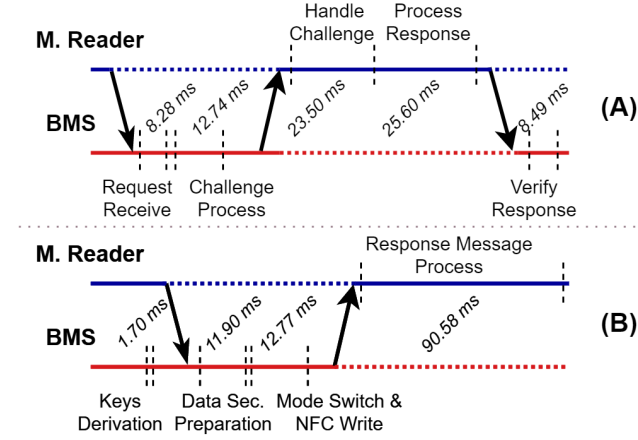 Handle Process
M. Reader Challenge Response
8.28 ms 12.74 ms 23.50 ms 25.60 ms 8.49 ms
(A)
BMS
Request Challenge Verify
Receive Process Response
M. Reader Response Message
Process
1.70 ms 11.90 ms 12.77 ms 90.58 ms
(B)
BMS
Keys Data Sec. Mode Switch &
Derivation Preparation NFC Write